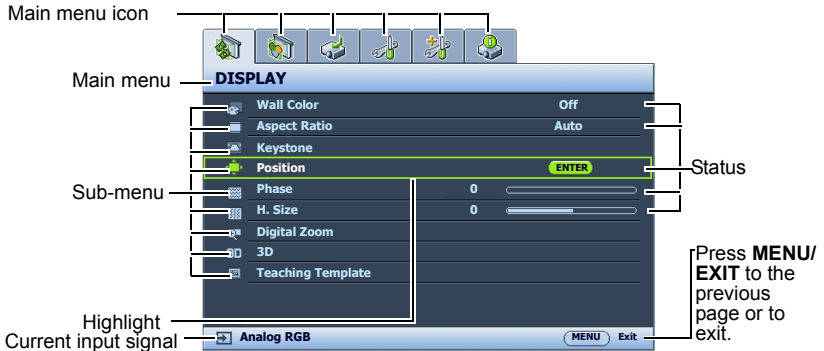 Main menu icon
Main menu
DISPLAY
Wall Color Off
Aspect Ratio Auto
Keystone
Position ENTER
Status
Sub-menu
Phase 0
H. Size 0
Digital Zoom
3D 3D
Teaching Template
Press MENU/
EXIT to the
previous
page or to
exit.
Highlight
Current input signal
Analog RGB MENU Exit